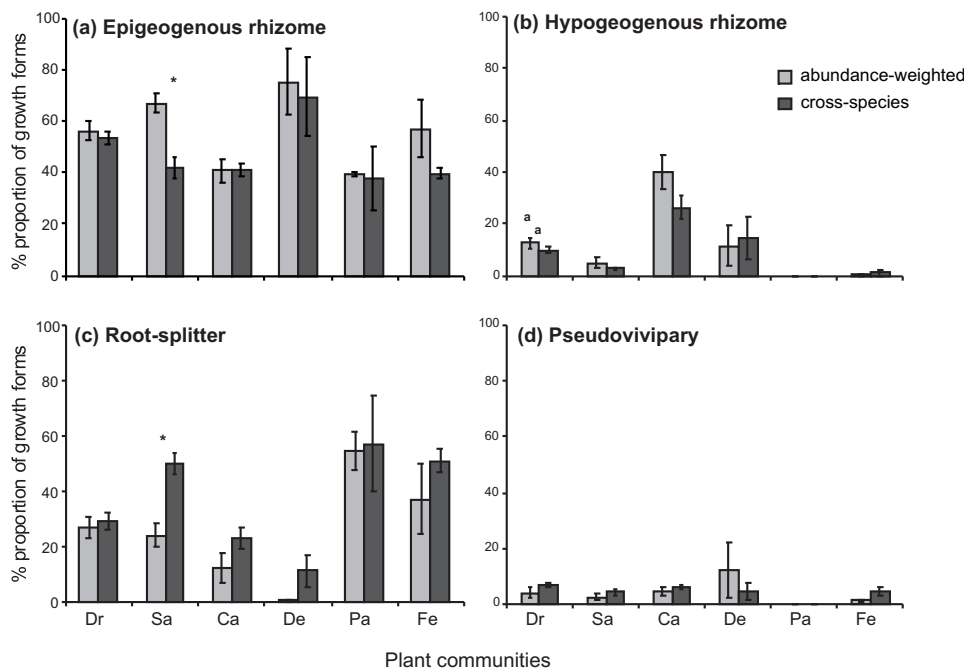 (a) Epigeogenous rhizome
% proportion of growth forms
100
80
60
40
20
0
*
(b) Hypogeogenous rhizome
100
80
60
40
20
0
a
a
abundance-weighted
cross-species
(c) Root-splitter
% proportion of growth forms
100
80
60
40
20
0
*
Dr Sa Ca De Pa Fe
(d) Pseudovivipary
100
80
60
40
20
0
Dr Sa Ca De Pa Fe
Plant communities